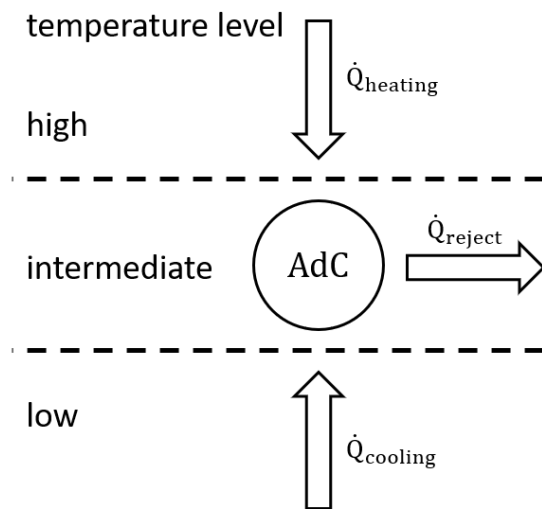 temperature level
Q̇heating
high
Q̇reject
intermediate
AdC
low
Q̇cooling